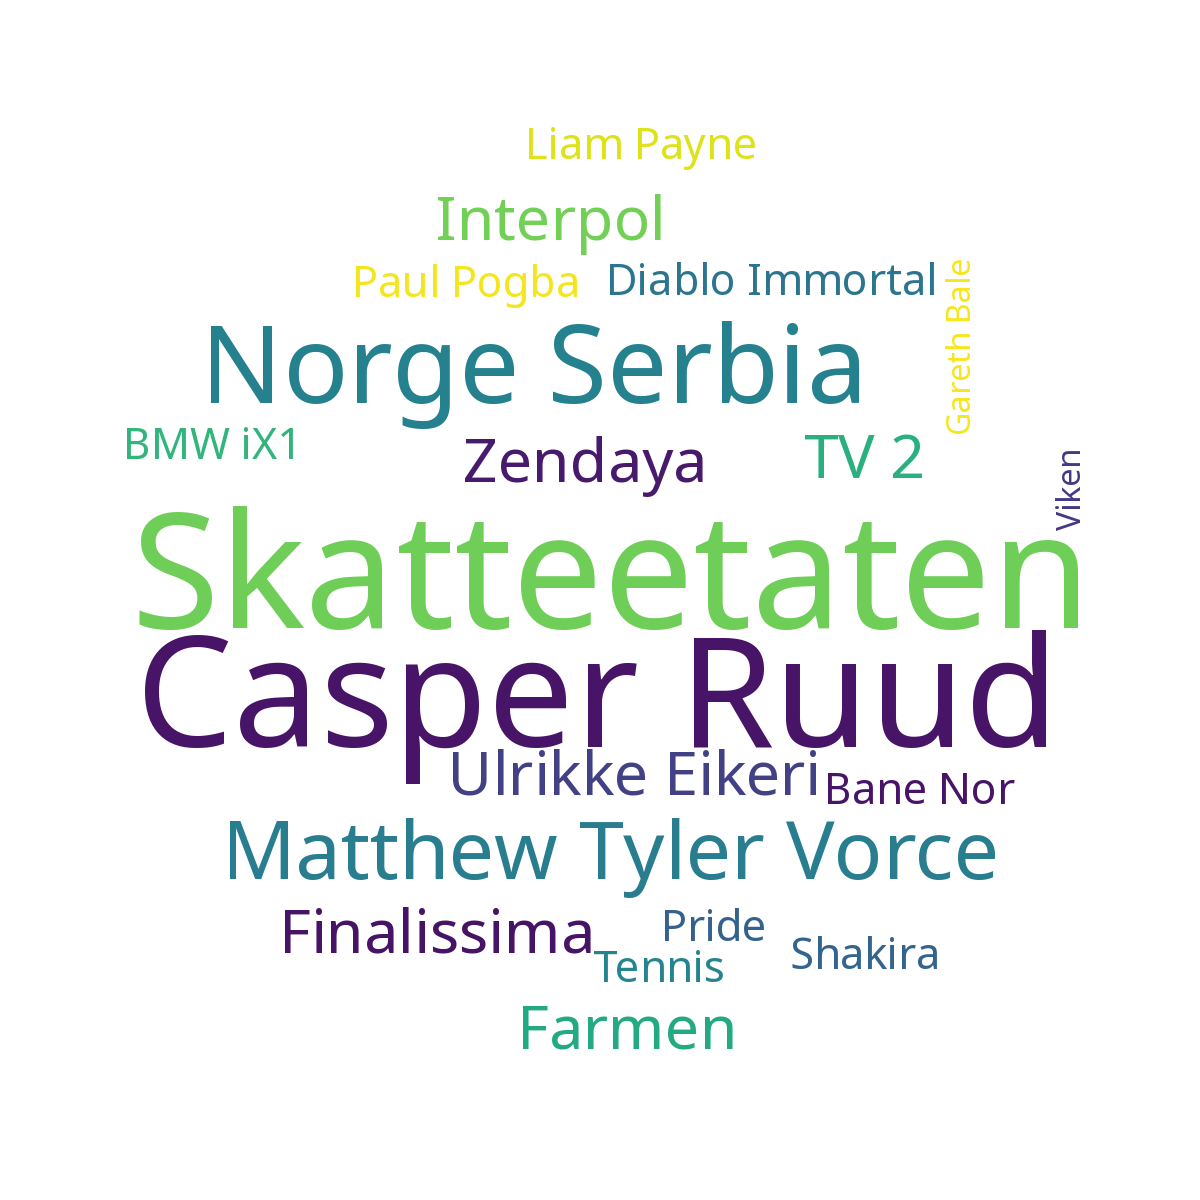 Liam Payne
Interpol
Paul Pogba
Diablo Immortal
Gareth Bale
Norge Serbia
BMW iX1
Zendaya
TV 2
Viken
Skatteetaten
Casper Ruud
Ulrikke Eikeri
Bane Nor
Matthew Tyler Vorce
Finalissima
Pride
Shakira
Tennis
Farmen